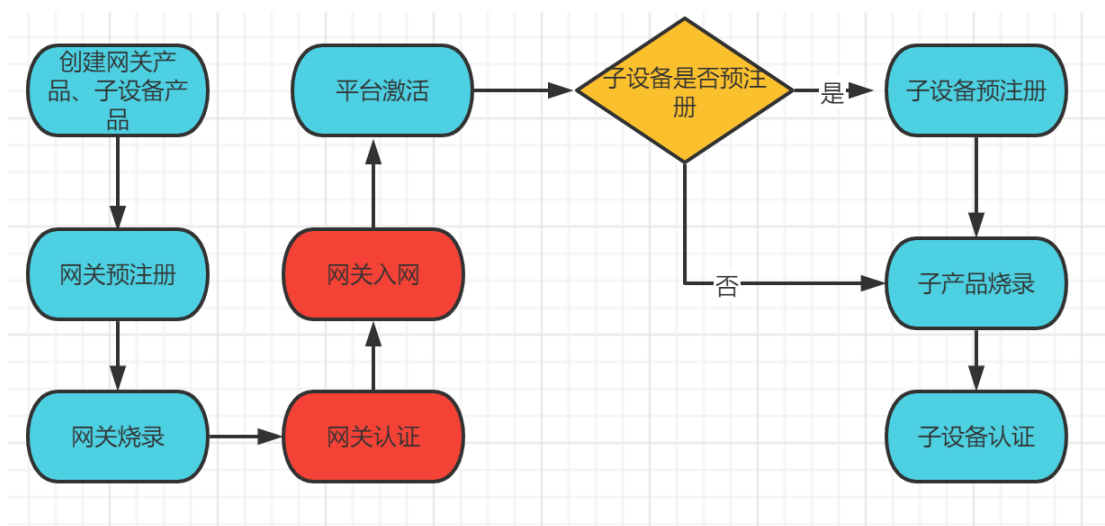 创建网关产
品、子设备产
品
网关预注册
网关烧录
网关认证
网关入网
平台激活
子设备是否预注
册
是
否
子设备预注册
子产品烧录
子设备认证